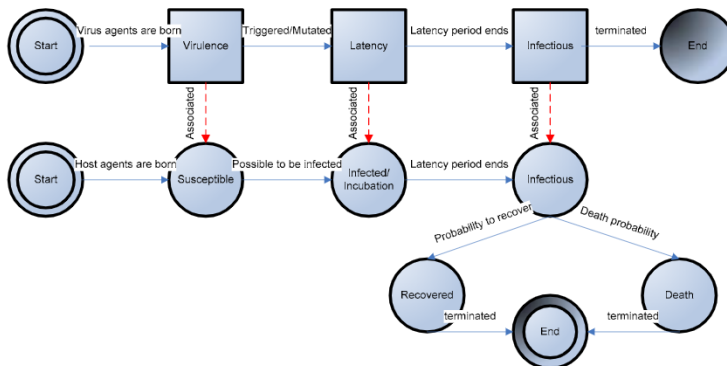 Virus agents are born
Triggered/Mutated
Latency period ends
terminated
Start
Virulence
Latency
Infectious
End
Associated
Associated
Associated
Host agents are born
Possible to be infected
Latency period ends
Start
Susceptible
Infected/
Incubation
Infectious
Probability to recover
Death probability
Recovered
Death
terminated
terminated
End